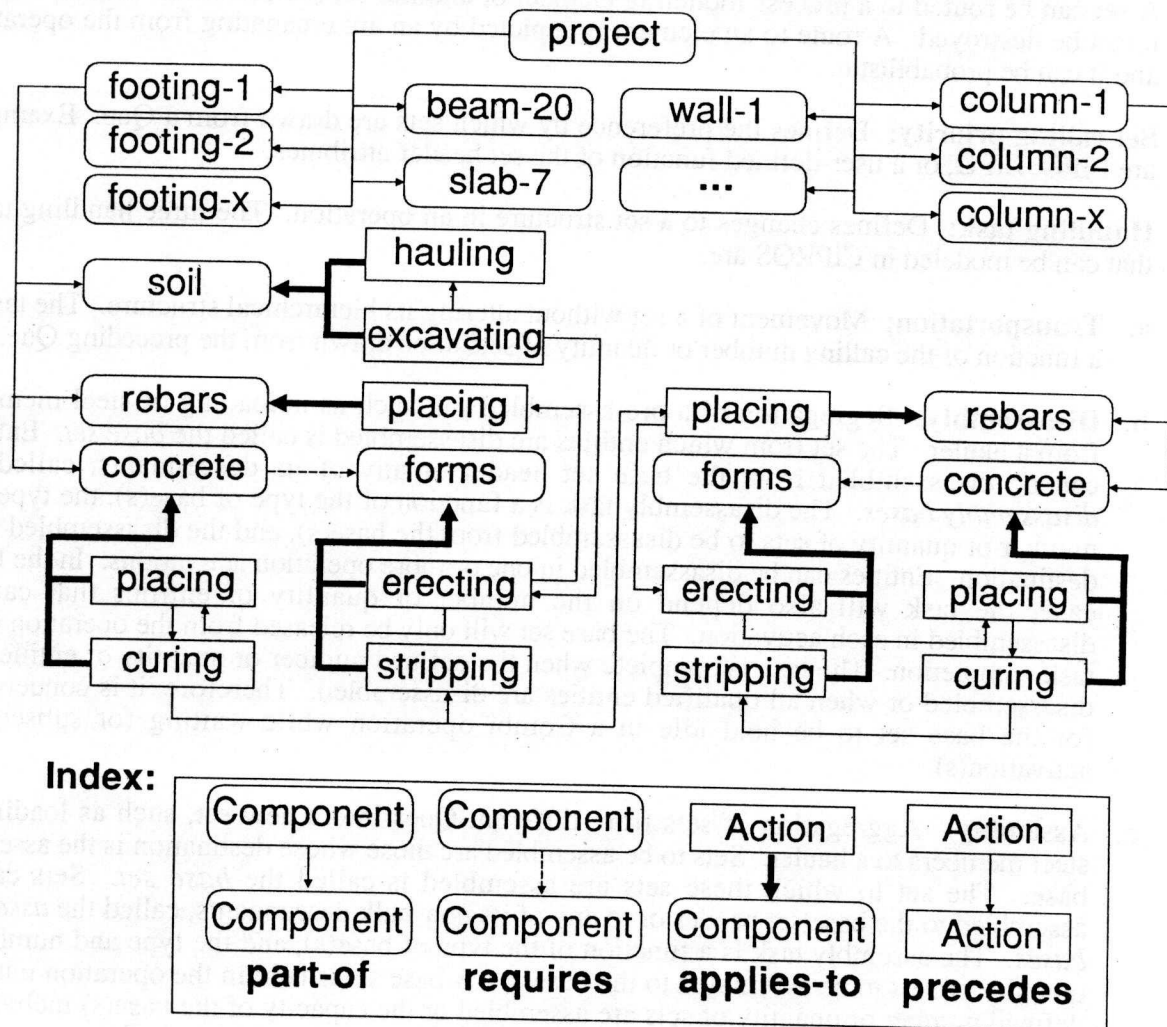 project
footing-1
beam-20
wall-1
column-1
footing-2
column-2
footing-x
slab-7
...
column-x
hauling
soil
excavating
rebars
placing
placing
rebars
concrete
forms
forms
concrete
placing
erecting
erecting
placing
curing
stripping
stripping
curing
Index:
Component
Component
Action
Action
Component
Component
Component
Action
part-of
requires
applies-to
precedes